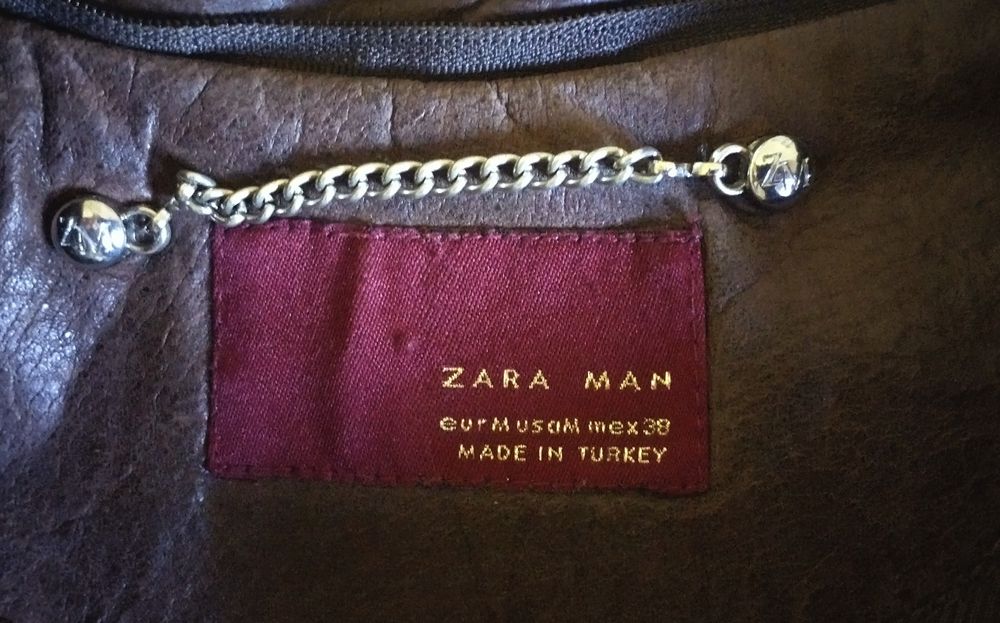 ZARA MAN
eur M usa M mex 38
MADE IN TURKEY